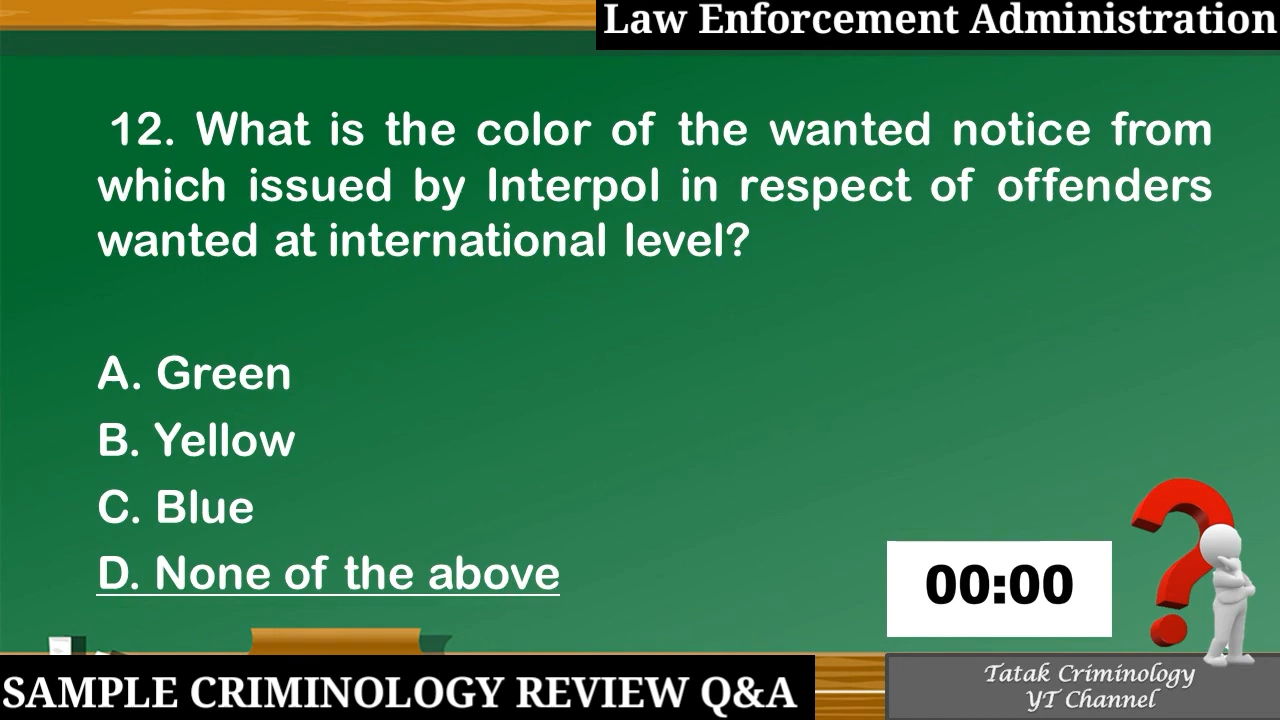 Law Enforcement Administration
12. What is the color of the wanted notice from
which issued by Interpol in respect of offenders
wanted at international level?
A. Green
B. Yellow
C. Blue
D. None of the above
00:00
SAMPLE CRIMINOLOGY REVIEW Q&A
Tatak Criminology
YT Channel